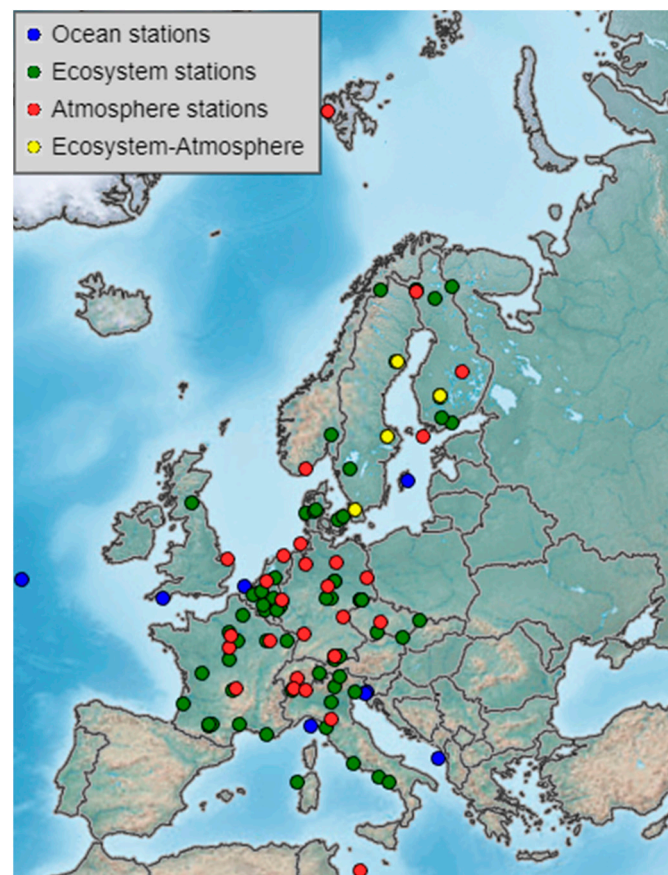 Ocean stations
Ecosystem stations
Atmosphere stations
Ecosystem-Atmosphere